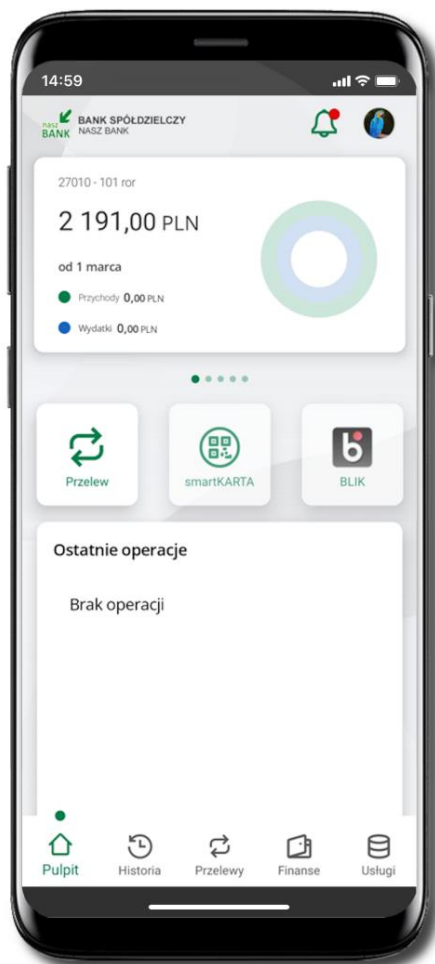 14:59
nasz
BANK
BANK SPÓŁDZIELCZY
NASZ BANK
27010 - 101 ror
2 191,00 PLN
od 1 marca
Przychody 0,00 PLN
Wydatki 0,00 PLN
Przelew
smartKARTA
BLIK
Ostatnie operacje
Brak operacji
Pulpit
Historia
Przelewy
Finanse
Usługi